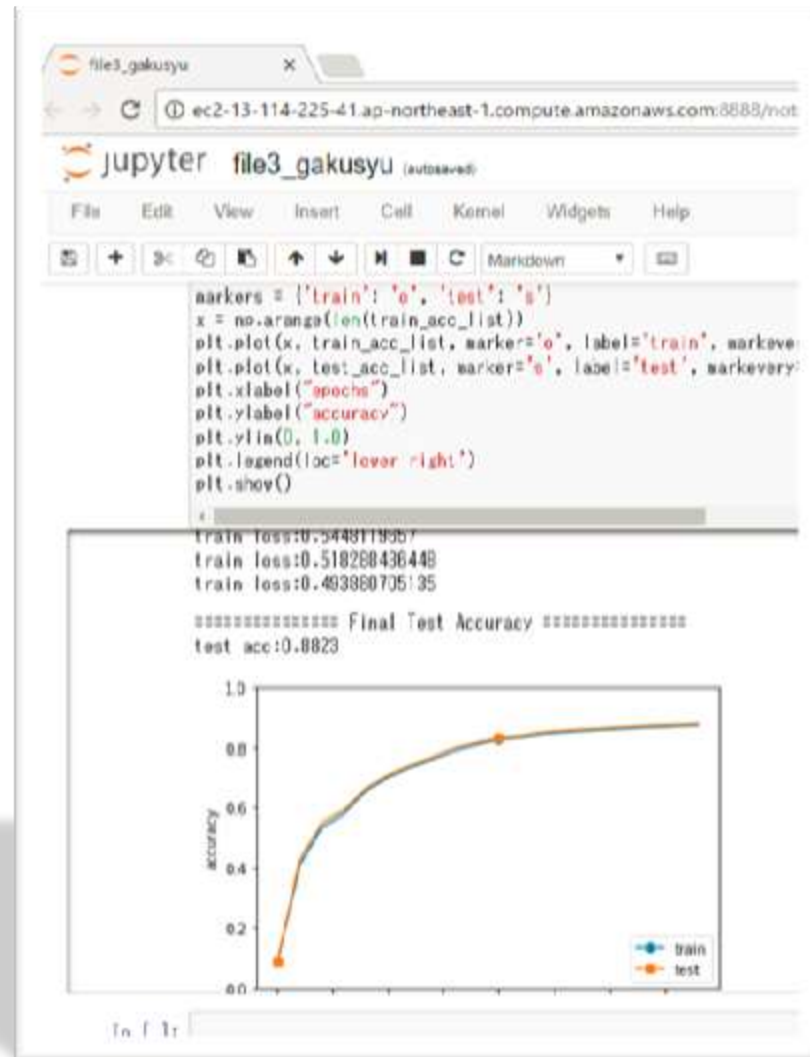 file3_gakusyu
ec2-13-114-225-41.ap-northeast-1.compute.amazonaws.com:8888/not
jupyter file3_gakusyu (autosaved)
File Edit View Insert Cell Kernel Widgets Help
Markdown
markers = {'train': 'o', 'test': 's'}
x = np.arange(len(train_acc_list))
plt.plot(x, train_acc_list, marker='o', label='train', markeve
plt.plot(x, test_acc_list, marker='s', label='test', markevery=
plt.xlabel("epochs")
plt.ylabel("accuracy")
plt.ylim(0, 1.0)
plt.legend(loc='lower right')
plt.show()
train loss:0.518288436448
train loss:0.493880705135
=============== Final Test Accuracy ===============
test acc:0.8823
1.0
0.8
0.6
0.4
0.2
0.0
accuracy
train
test
In [ ]: